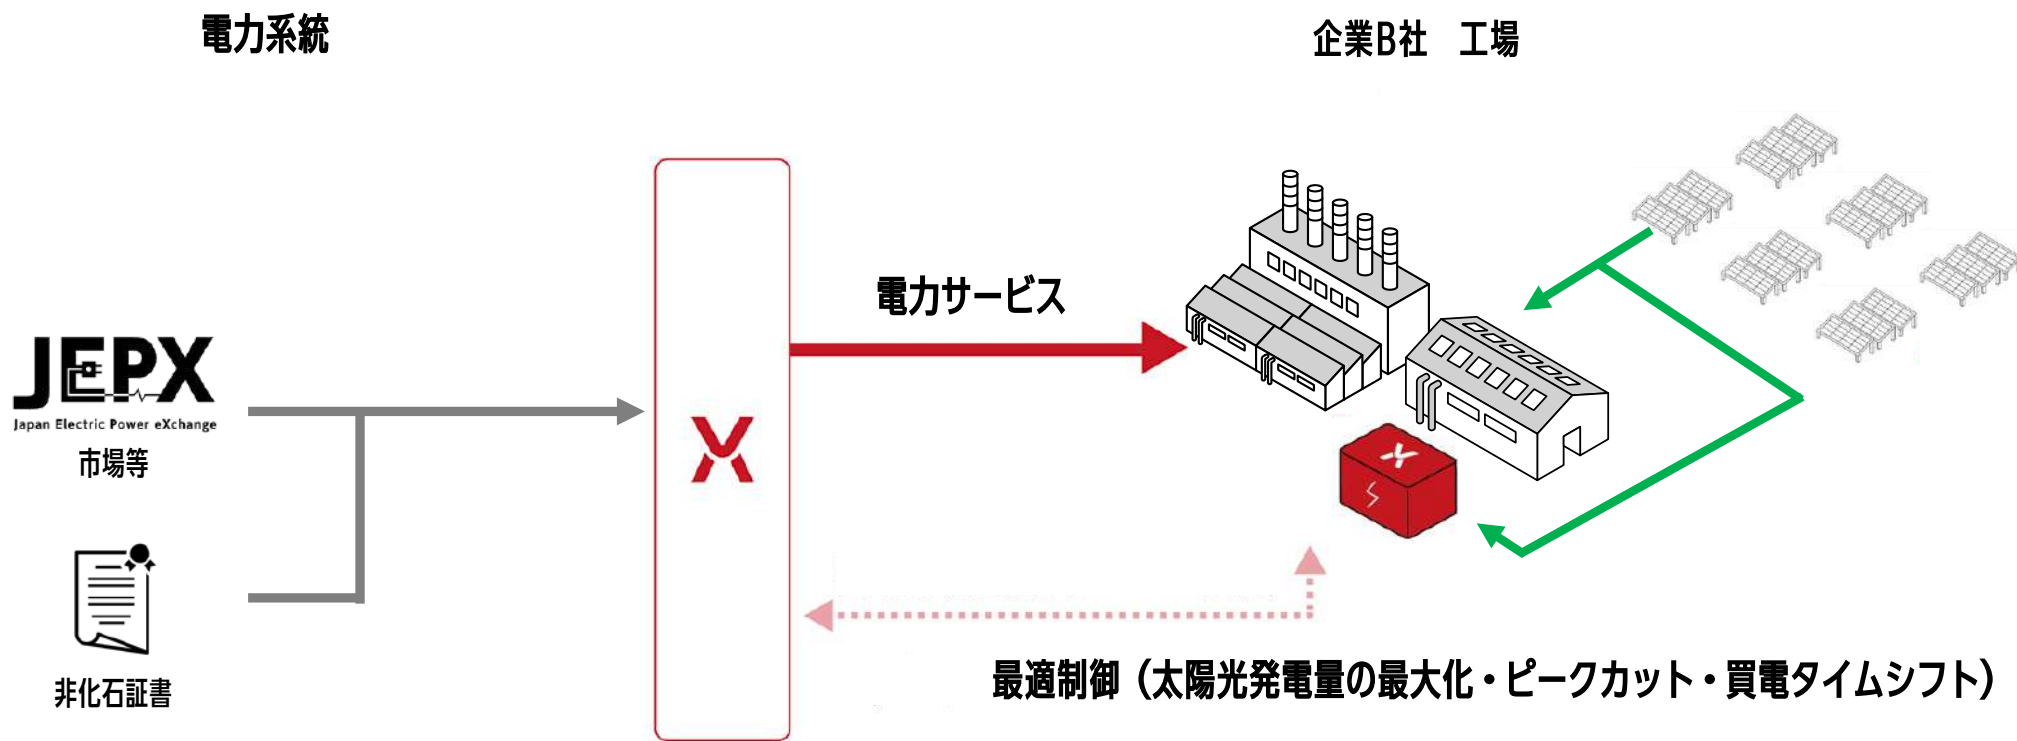 電力系統
企業B社　工場
電力サービス
JEPX
Japan Electric Power eXchange
市場等
非化石証書
最適制御（太陽光発電量の最大化・ピークカット・買電タイムシフト）